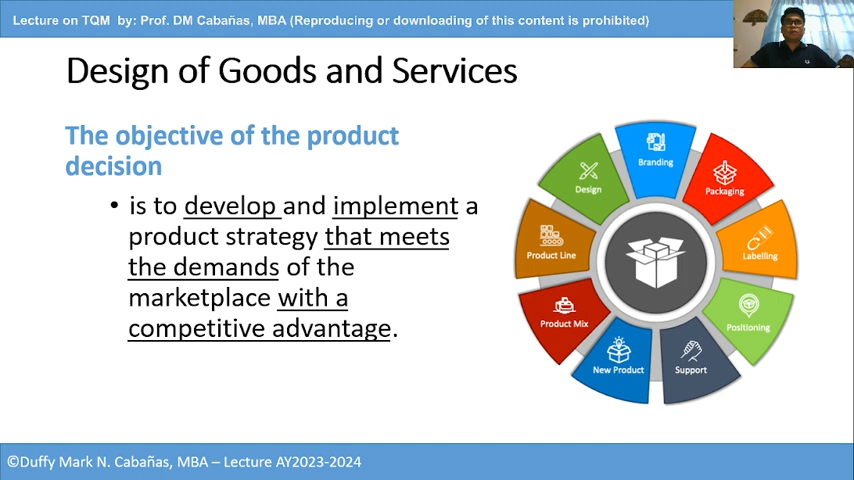 Lecture on TQM by: Prof. DM Cabañas, MBA (Reproducing or downloading of this content is prohibited)
Design of Goods and Services
The objective of the product
decision
• is to develop and implement a
product strategy that meets
the demands of the
marketplace with a
competitive advantage.
Branding
Packaging
Labelling
Positioning
Support
New Product
Product Mix
Product Line
Design
©Duffy Mark N. Cabañas, MBA – Lecture AY2023-2024